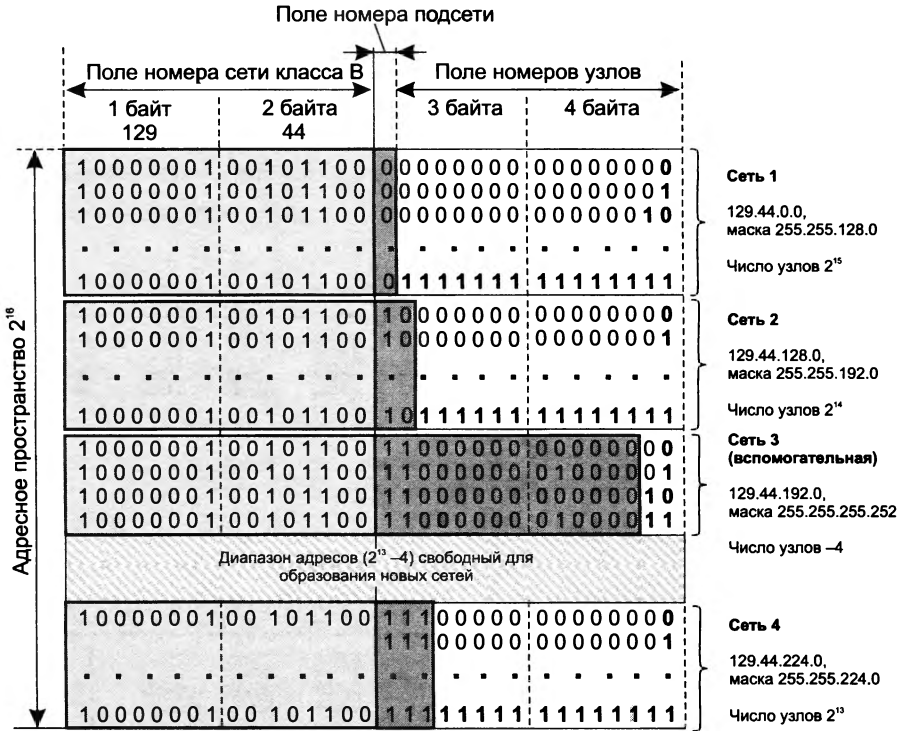 Поле номера подсети
Поле номера сети класса В
Поле номеров узлов
1 байт
2 байта
3 байта
4 байта
129
44
Адресное пространство 2¹⁶
10000001 00101100 00000000 00000000
10000001 00101100 00000000 00000001
10000001 00101100 00000000 00000010
10000001 00101100 01111111 11111111
Сеть 1
129.44.0.0,
маска 255.255.128.0
Число узлов 2¹⁵
10000001 00101100 10000000 00000000
10000001 00101100 10000000 00000001
10000001 00101100 10111111 11111111
Сеть 2
129.44.128.0,
маска 255.255.192.0
Число узлов 2¹⁴
10000001 00101100 11000000 00000000
10000001 00101100 11000000 01000001
10000001 00101100 11000000 00000010
10000001 00101100 11000000 01000011
Сеть 3
(вспомогательная)
129.44.192.0,
маска 255.255.255.252
Число узлов –4
Диапазон адресов (2¹³ –4) свободный для
образования новых сетей
10000001 00 101100 11100000 00000000
11100000 00000001
10000001 00 101100 11111111 11111111
Сеть 4
129.44.224.0,
маска 255.255.224.0
Число узлов 2¹³